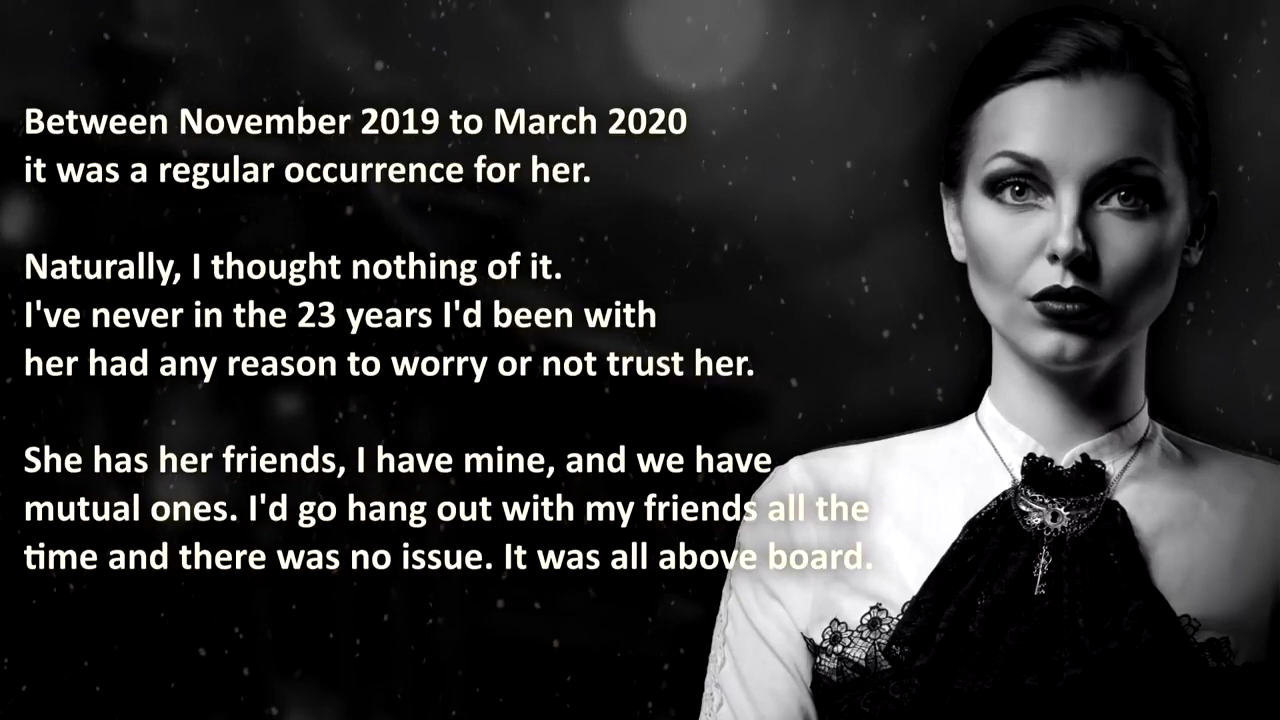 Between November 2019 to March 2020
it was a regular occurrence for her.
Naturally, I thought nothing of it.
I've never in the 23 years I'd been with
her had any reason to worry or not trust her.
She has her friends, I have mine, and we have
mutual ones. I'd go hang out with my friends all the
time and there was no issue. It was all above board.